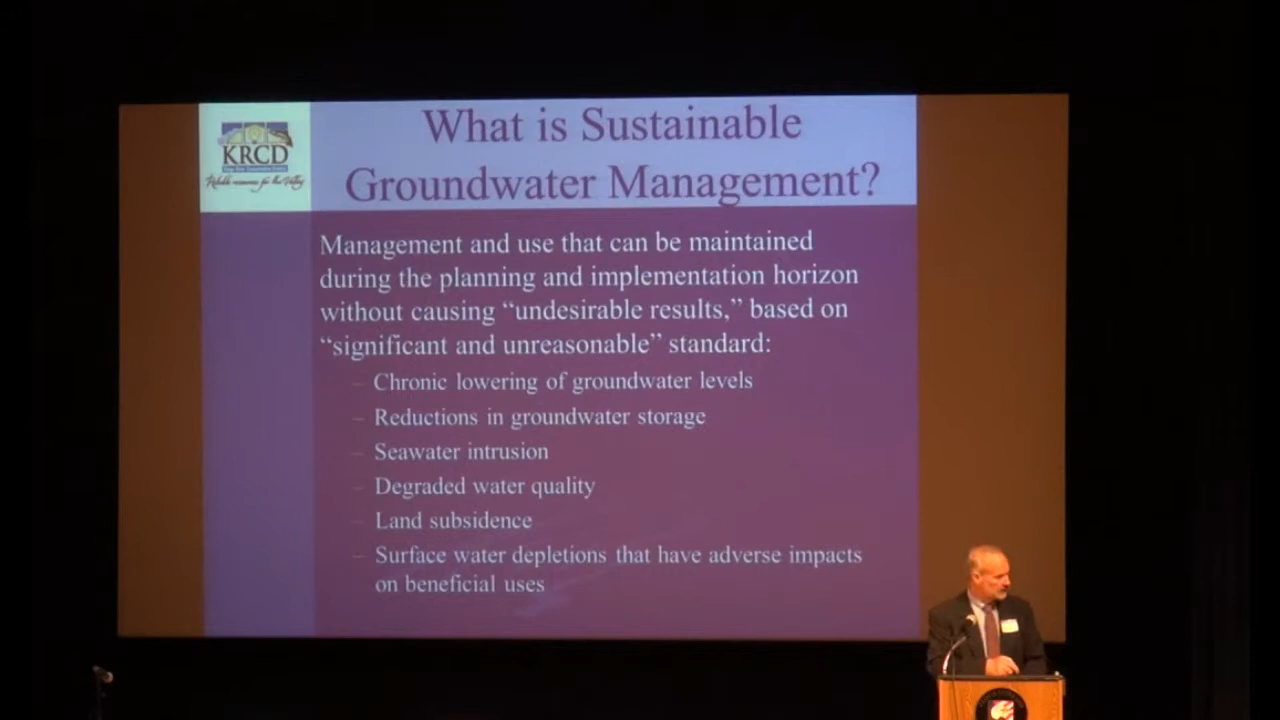 What is Sustainable
Groundwater Management?
KRCD
Management and use that can be maintained
during the planning and implementation horizon
without causing “undesirable results,” based on
“significant and unreasonable” standard:
– Chronic lowering of groundwater levels
– Reductions in groundwater storage
– Seawater intrusion
– Degraded water quality
– Land subsidence
– Surface water depletions that have adverse impacts
on beneficial uses